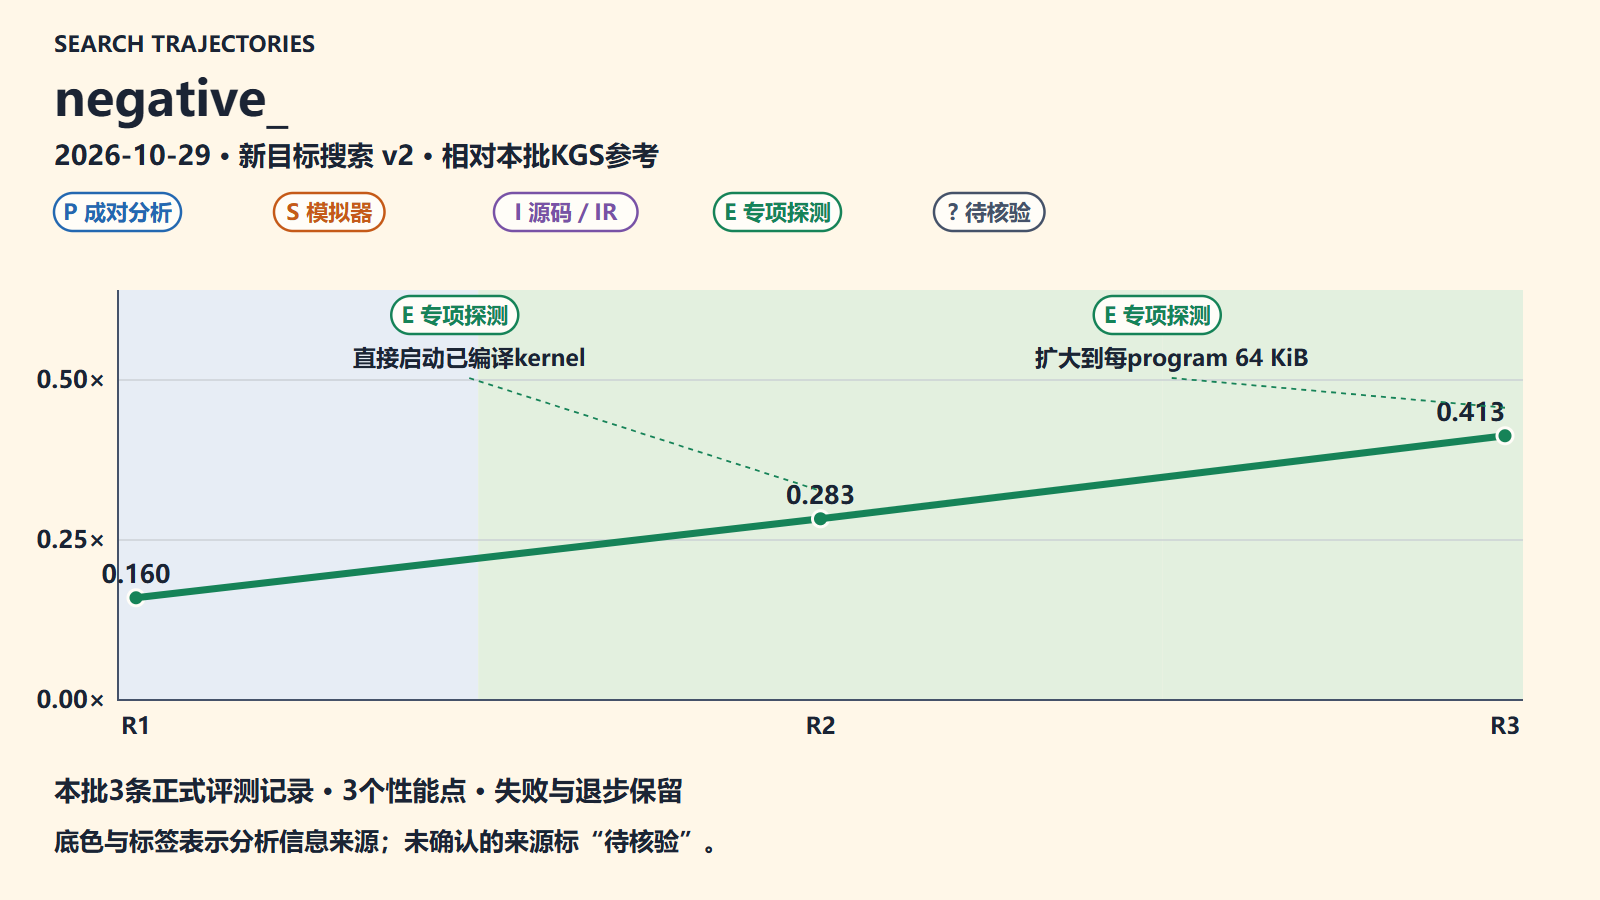 SEARCH TRAJECTORIES
negative_
2026-10-29 • 新目标搜索 v2 • 相对本批KGS参考
P 成对分析
S 模拟器
I 源码 / IR
E 专项探测
? 待核验
E 专项探测
直接启动已编译kernel
E 专项探测
扩大到每program 64 KiB
0.50×
0.25×
0.00×
0.160
0.283
0.413
R1
R2
R3
本批3条正式评测记录 • 3个性能点 • 失败与退步保留
底色与标签表示分析信息来源；未确认的来源标“待核验”。